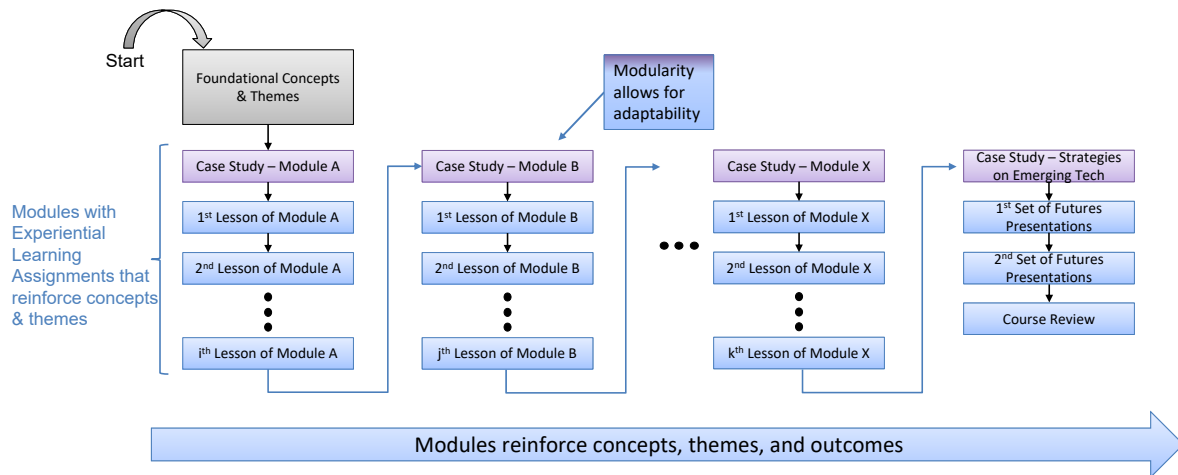 Start
Foundational Concepts
& Themes
Modularity
allows for
adaptability
Modules with
Experiential
Learning
Assignments that
reinforce concepts
& themes
Case Study – Module A
1st Lesson of Module A
2nd Lesson of Module A
ith Lesson of Module A
Case Study – Module B
1st Lesson of Module B
2nd Lesson of Module B
jth Lesson of Module B
Case Study – Module X
1st Lesson of Module X
2nd Lesson of Module X
kth Lesson of Module X
Case Study – Strategies
on Emerging Tech
1st Set of Futures
Presentations
2nd Set of Futures
Presentations
Course Review
Modules reinforce concepts, themes, and outcomes